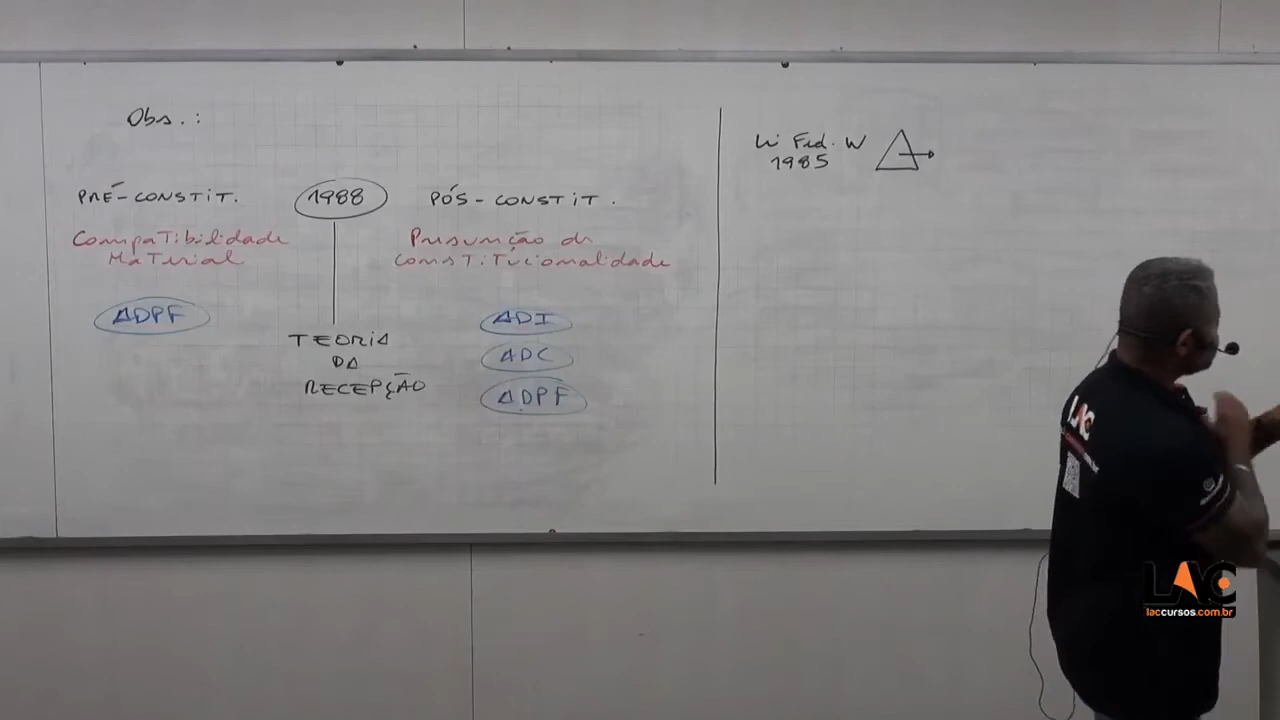 Obs.:
PRÉ-CONSTIT.
1988
PÓS-CONSTIT.
Compatibilidade
Material
Presunção de
Constitucionalidade
ADPF
ADI
ADC
ADPF
TEORIA
DA
RECEPÇÃO
Lei Fed. W
1985
LAC
LAC
laccursos.com.br